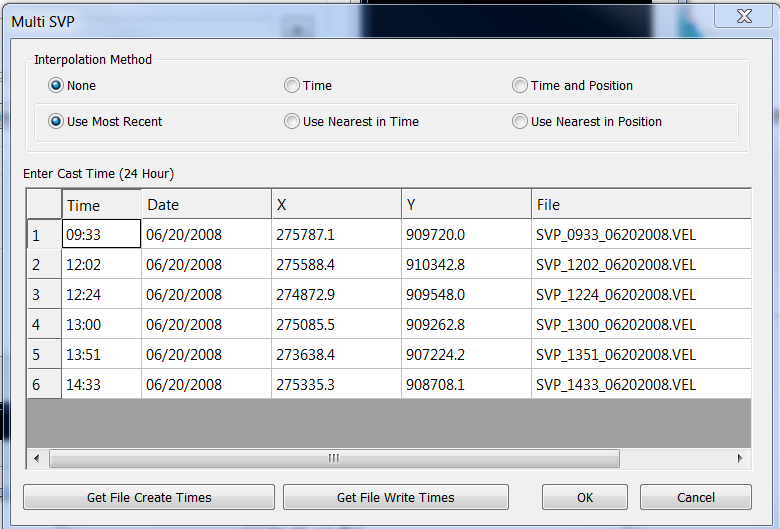 Multi SVP
Interpolation Method
None Time Time and Position
Use Most Recent Use Nearest in Time Use Nearest in Position
Enter Cast Time (24 Hour)
Time Date X Y File
1 09:33 06/20/2008 275787.1 909720.0 SVP_0933_06202008.VEL
2 12:02 06/20/2008 275588.4 910342.8 SVP_1202_06202008.VEL
3 12:24 06/20/2008 274872.9 909548.0 SVP_1224_06202008.VEL
4 13:00 06/20/2008 275085.5 909262.8 SVP_1300_06202008.VEL
5 13:51 06/20/2008 273638.4 907224.2 SVP_1351_06202008.VEL
6 14:33 06/20/2008 275335.3 908708.1 SVP_1433_06202008.VEL
Get File Create Times Get File Write Times OK Cancel